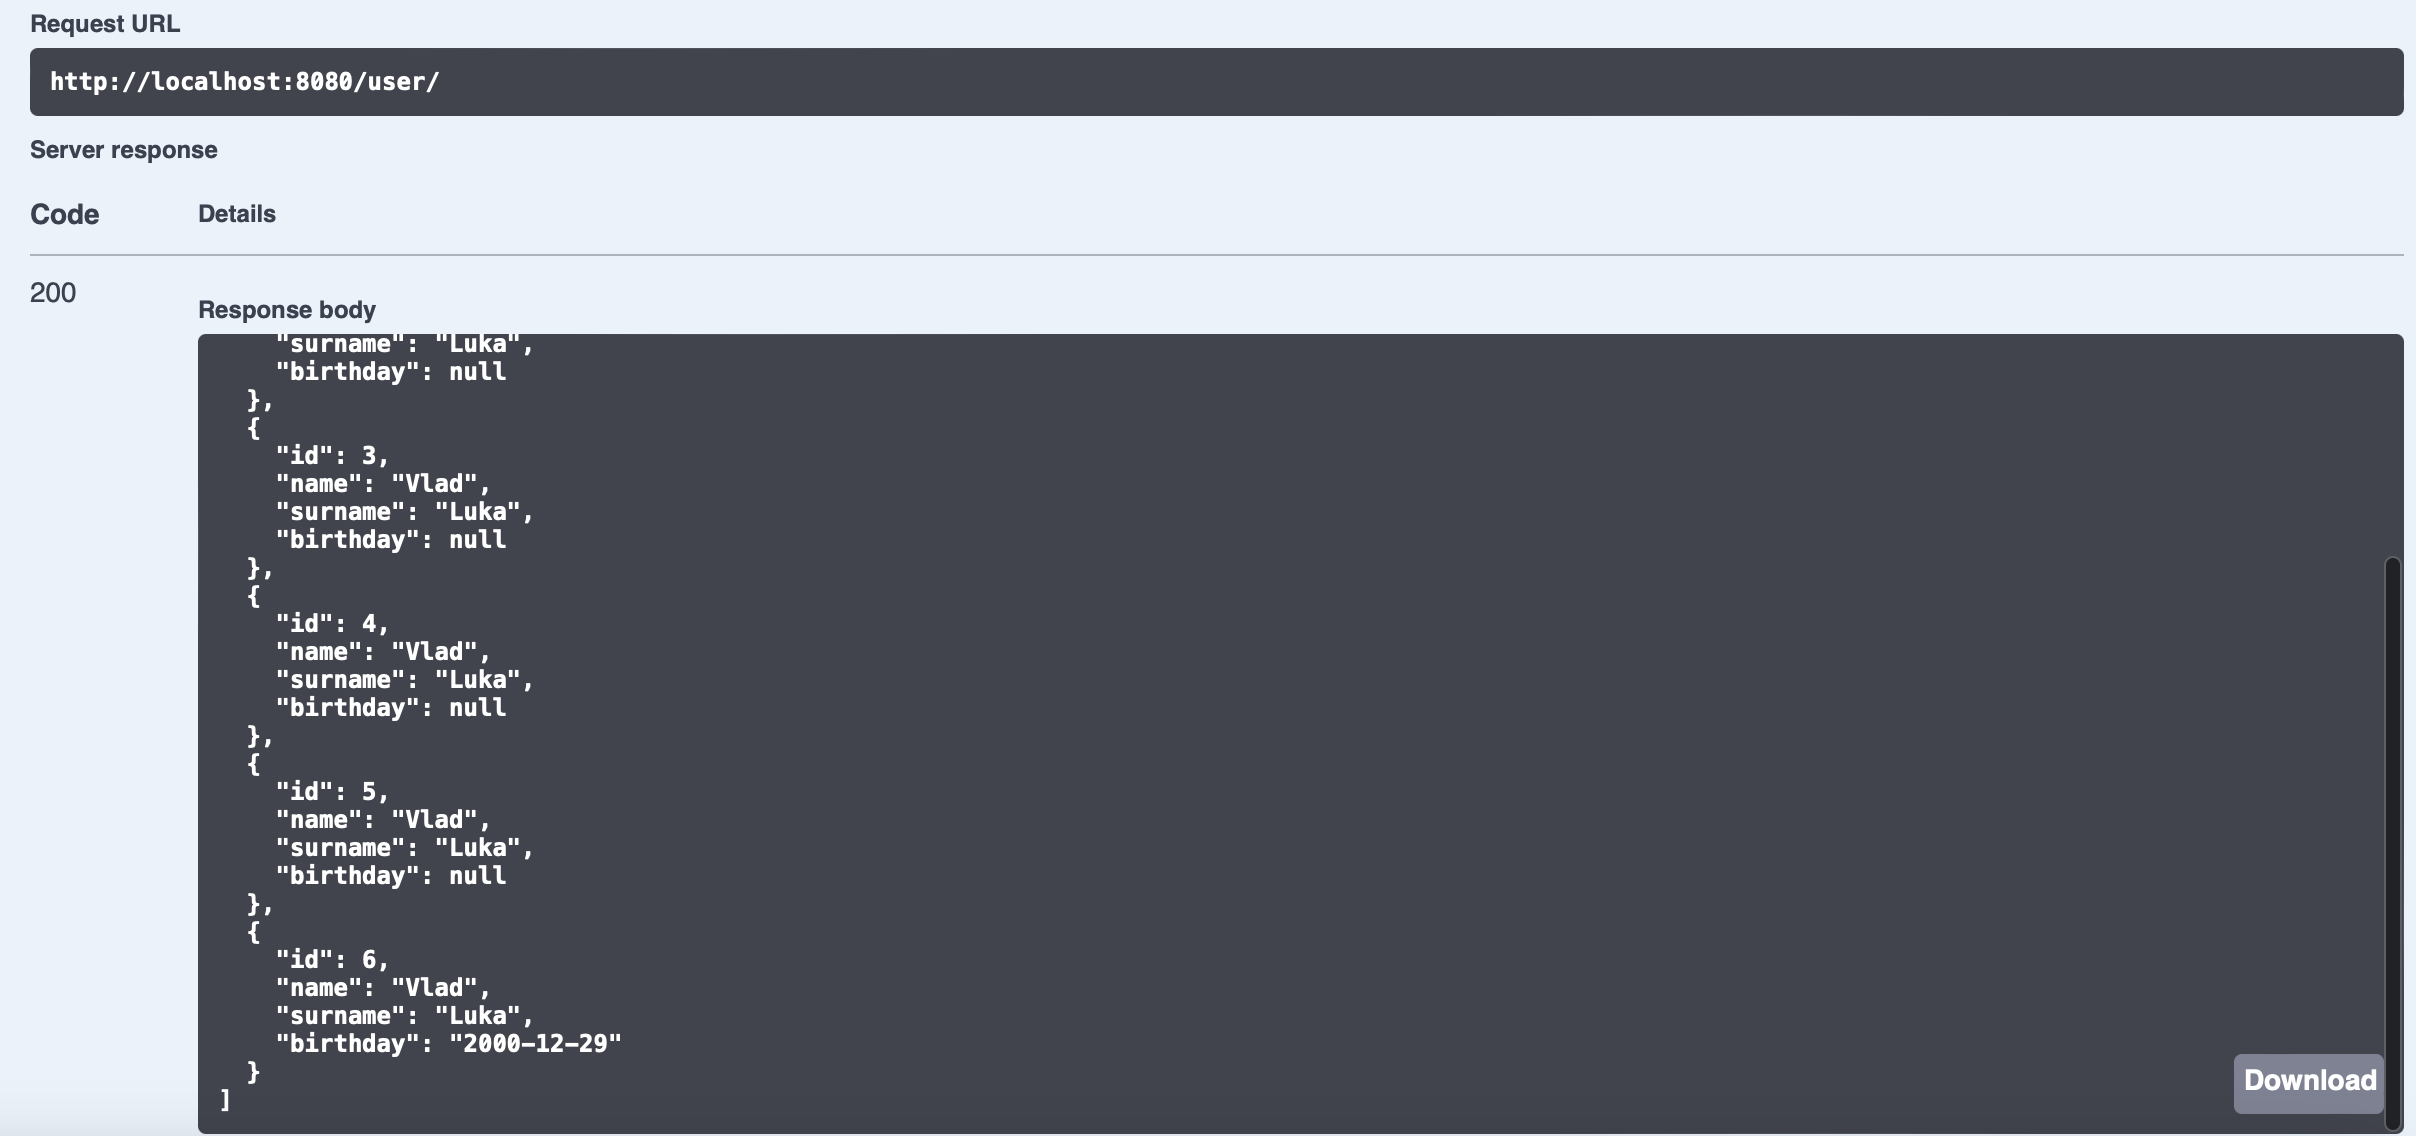 Request URL
http://localhost:8080/user/
Server response
Code Details
200
Response body
"surname": "Luka",
"birthday": null
},
{
"id": 3,
"name": "Vlad",
"surname": "Luka",
"birthday": null
},
{
"id": 4,
"name": "Vlad",
"surname": "Luka",
"birthday": null
},
{
"id": 5,
"name": "Vlad",
"surname": "Luka",
"birthday": null
},
{
"id": 6,
"name": "Vlad",
"surname": "Luka",
"birthday": "2000-12-29"
}
]
Download